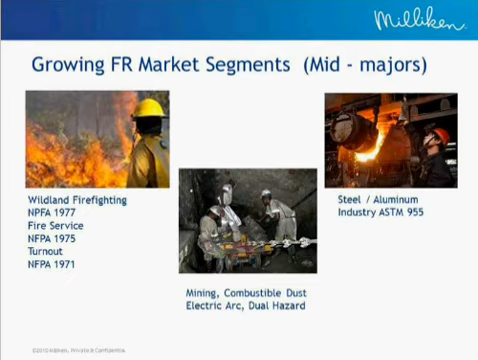 Milliken.
Growing FR Market Segments (Mid - majors)
Wildland Firefighting
NPFA 1977
Fire Service
NFPA 1975
Turnout
NFPA 1971
Steel / Aluminum
Industry ASTM 955
Mining, Combustible Dust
Electric Arc, Dual Hazard
©2010 Milliken, Private & Confidential